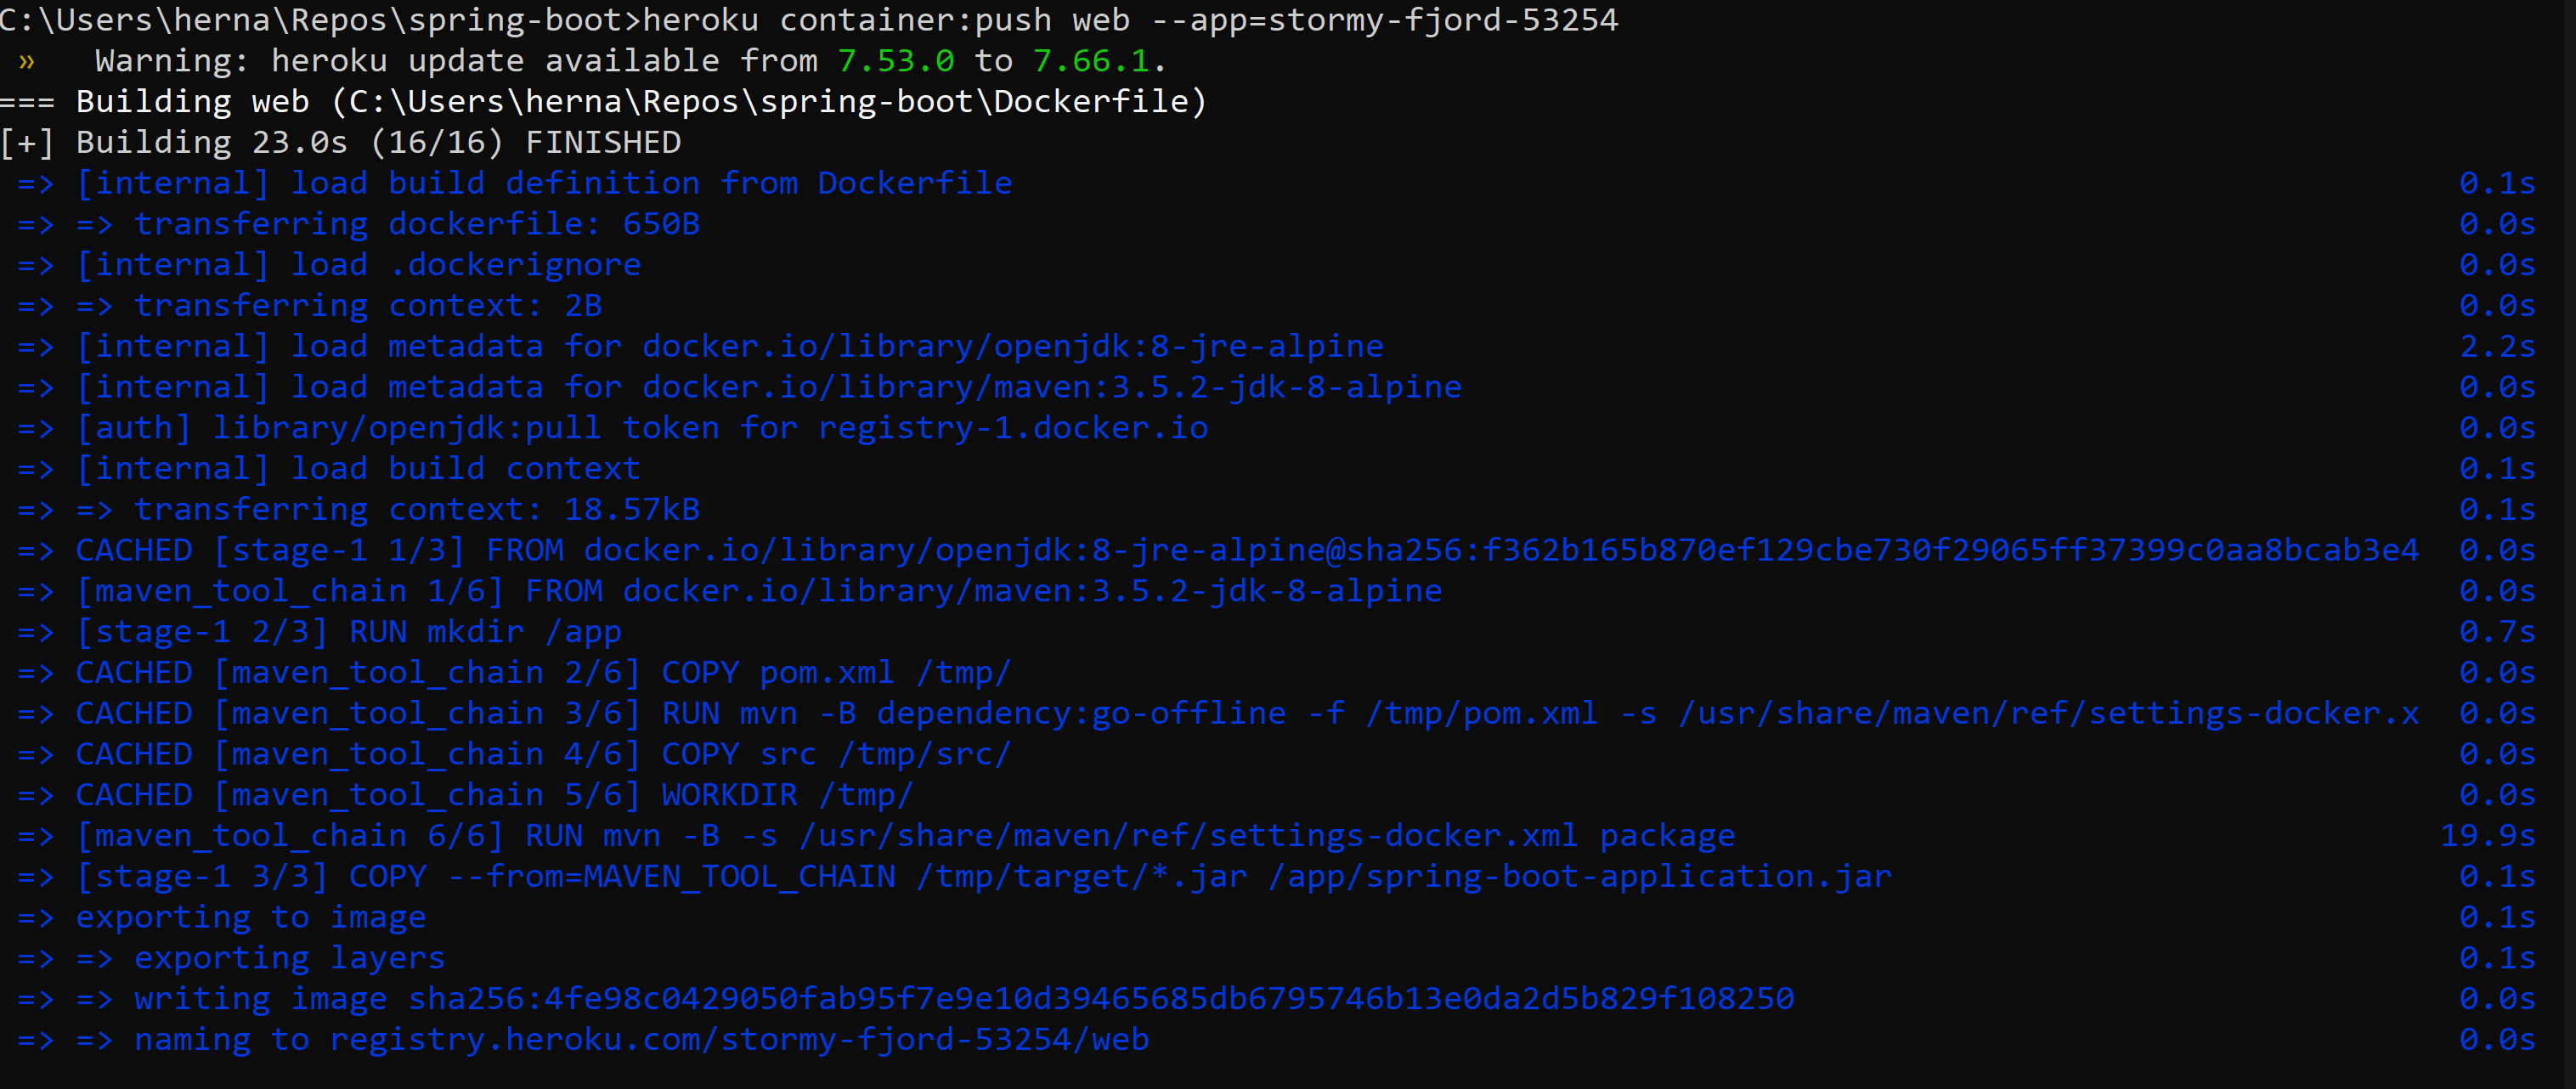 C:\Users\herna\Repos\spring-boot>heroku container:push web --app=stormy-fjord-53254
»   Warning: heroku update available from 7.53.0 to 7.66.1.
=== Building web (C:\Users\herna\Repos\spring-boot\Dockerfile)
[+] Building 23.0s (16/16) FINISHED
=> [internal] load build definition from Dockerfile 0.1s
=> => transferring dockerfile: 650B 0.0s
=> [internal] load .dockerignore 0.0s
=> => transferring context: 2B 0.0s
=> [internal] load metadata for docker.io/library/openjdk:8-jre-alpine 2.2s
=> [internal] load metadata for docker.io/library/maven:3.5.2-jdk-8-alpine 0.0s
=> [auth] library/openjdk:pull token for registry-1.docker.io 0.0s
=> [internal] load build context 0.1s
=> => transferring context: 18.57kB 0.1s
=> CACHED [stage-1 1/3] FROM docker.io/library/openjdk:8-jre-alpine@sha256:f362b165b870ef129cbe730f29065ff37399c0aa8bcab3e4 0.0s
=> [maven_tool_chain 1/6] FROM docker.io/library/maven:3.5.2-jdk-8-alpine 0.0s
=> [stage-1 2/3] RUN mkdir /app 0.7s
=> CACHED [maven_tool_chain 2/6] COPY pom.xml /tmp/ 0.0s
=> CACHED [maven_tool_chain 3/6] RUN mvn -B dependency:go-offline -f /tmp/pom.xml -s /usr/share/maven/ref/settings-docker.x 0.0s
=> CACHED [maven_tool_chain 4/6] COPY src /tmp/src/ 0.0s
=> CACHED [maven_tool_chain 5/6] WORKDIR /tmp/ 0.0s
=> [maven_tool_chain 6/6] RUN mvn -B -s /usr/share/maven/ref/settings-docker.xml package 19.9s
=> [stage-1 3/3] COPY --from=MAVEN_TOOL_CHAIN /tmp/target/*.jar /app/spring-boot-application.jar 0.1s
=> exporting to image 0.1s
=> => exporting layers 0.1s
=> => writing image sha256:4fe98c0429050fab95f7e9e10d39465685db6795746b13e0da2d5b829f108250 0.0s
=> => naming to registry.heroku.com/stormy-fjord-53254/web 0.0s